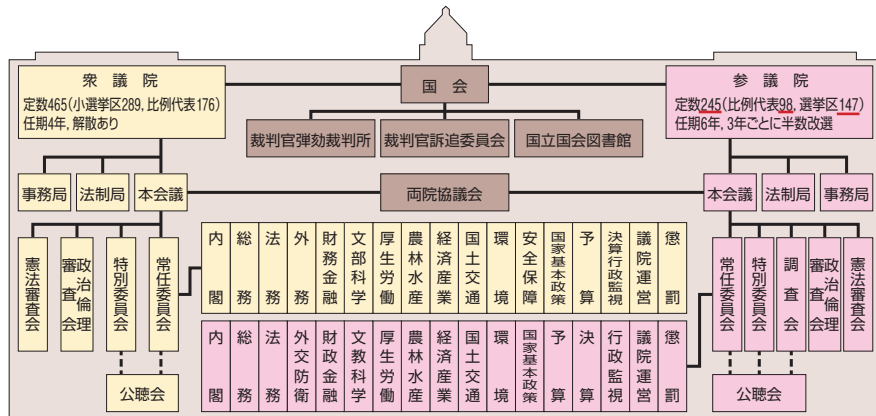 衆議院
定数465(小選挙区289, 比例代表176)
任期4年, 解散あり
国会
参議院
定数245(比例代表98, 選挙区147)
任期6年, 3年ごとに半数改選
裁判官弾劾裁判所
裁判官訴追委員会
国立国会図書館
事務局
法制局
本会議
両院協議会
本会議
法制局
事務局
憲法審査会
政治倫理
審査会
特別委員会
常任委員会
公聴会
内閣
総務
法務
外務
財務金融
文部科学
厚生労働
農林水産
経済産業
国土交通
環境
安全保障
国家基本政策
予算
決算行政監視
議院運営
懲罰
内閣
総務
法務
外交防衛
財政金融
文教科学
厚生労働
農林水産
経済産業
国土交通
環境
国家基本政策
予算
決算
行政監視
議院運営
懲罰
常任委員会
特別委員会
調査会
政治倫理
審査会
憲法審査会
公聴会